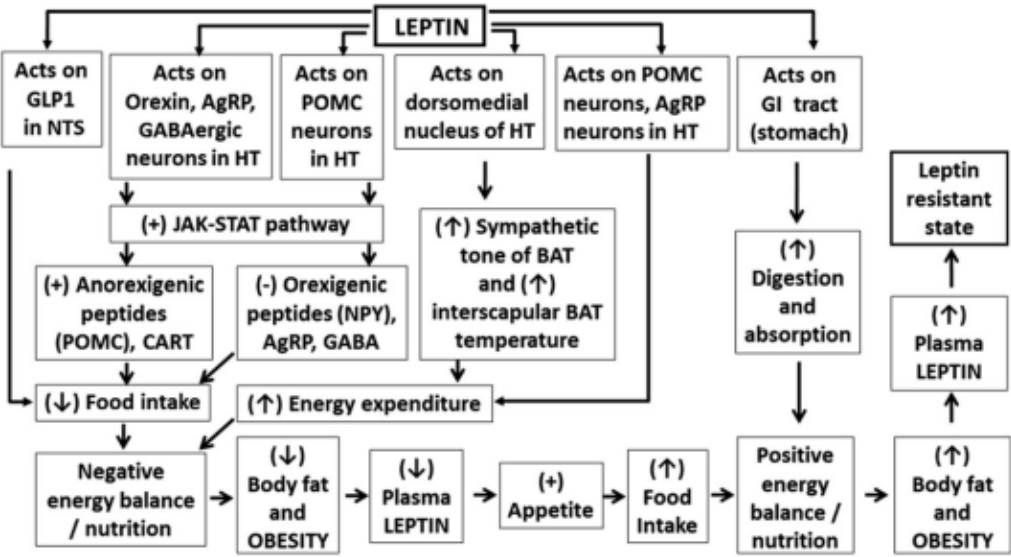 LEPTIN
Acts on
GLP1
in NTS
Acts on
Orexin, AgRP,
GABAergic
neurons in HT
Acts on
POMC
neurons
in HT
Acts on
dorsomedial
nucleus of HT
Acts on POMC
neurons, AgRP
neurons in HT
Acts on
GI tract
(stomach)
Leptin
resistant
state
(+) JAK-STAT pathway
(↑) Sympathetic
tone of BAT
and (↑)
interscapular BAT
temperature
(↑)
Digestion
and
absorption
(+) Anorexigenic
peptides
(POMC), CART
(-) Orexigenic
peptides (NPY),
AgRP, GABA
(↑)
Plasma
LEPTIN
(↓) Food intake
(↑) Energy expenditure
Negative
energy balance
/ nutrition
(↓)
Body fat
and
OBESITY
(↓)
Plasma
LEPTIN
(+)
Appetite
(↑)
Food
Intake
Positive
energy
balance /
nutrition
(↑)
Body fat
and
OBESITY